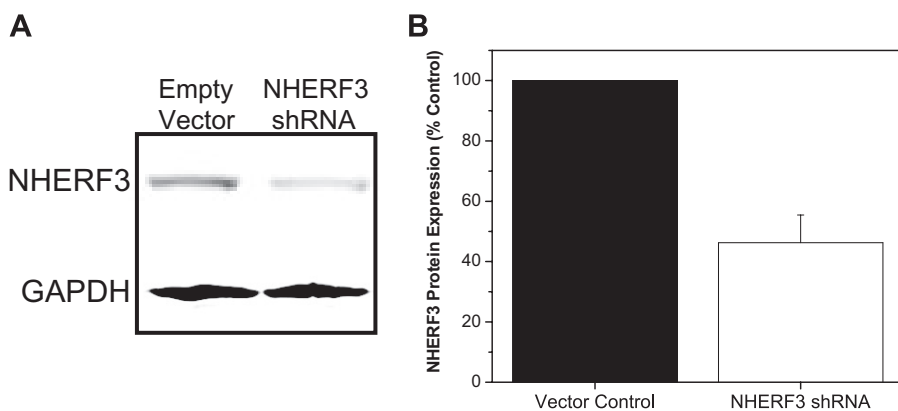 A
Empty
Vector
NHERF3
shRNA
NHERF3
GAPDH
B
NHERF3 Protein Expression (% Control)
100
80
60
40
20
0
Vector Control
NHERF3 shRNA